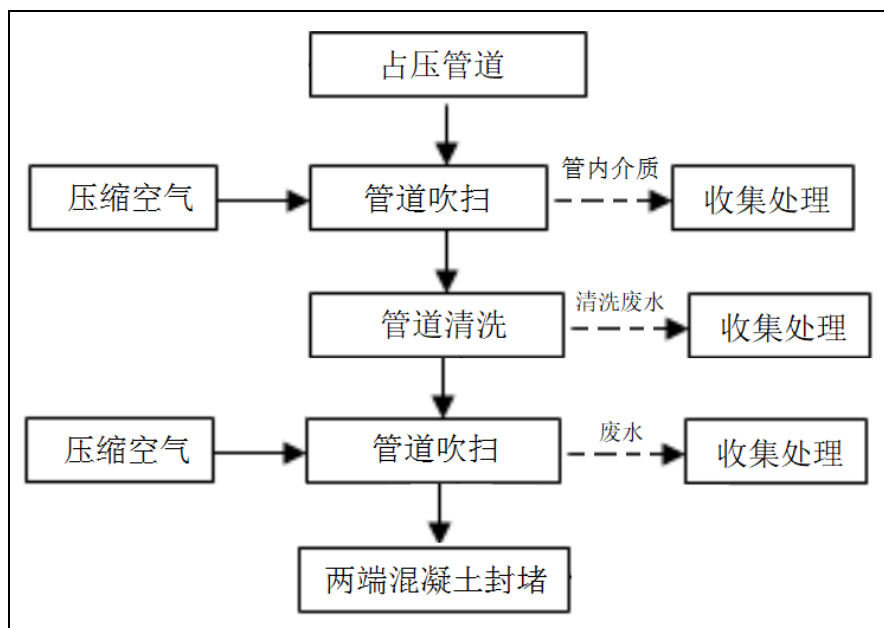 占压管道
压缩空气
管道吹扫
管内介质
收集处理
管道清洗
清洗废水
收集处理
压缩空气
管道吹扫
废水
收集处理
两端混凝土封堵